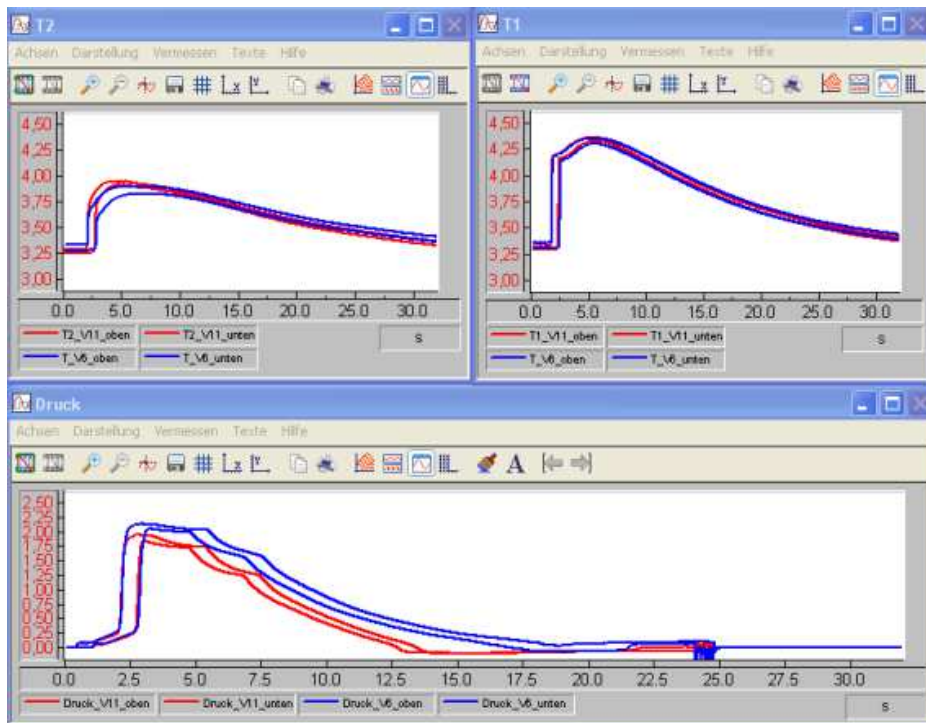 T2
Achsen Darstellung Vermessen Texte Hilfe
4,50
4,25
4,00
3,75
3,50
3,25
3,00
0.0 5.0 10.0 15.0 20.0 25.0 30.0
T2_V11_oben T2_V11_unten
T_V6_oben T_V6_unten
s
T1
Achsen Darstellung Vermessen Texte Hilfe
4,50
4,25
4,00
3,75
3,50
3,25
3,00
0.0 5.0 10.0 15.0 20.0 25.0 30.0
T1_V11_oben T1_V11_unten
T_V6_oben T_V6_unten
s
Druck
Achsen Darstellung Vermessen Texte Hilfe
2,50
2,25
2,00
1,75
1,50
1,25
1,00
0,75
0,50
0,25
0,00
0.0 2.5 5.0 7.5 10.0 12.5 15.0 17.5 20.0 22.5 25.0 27.5 30.0
Druck_V11_oben Druck_V11_unten Druck_V6_oben Druck_V6_unten
s